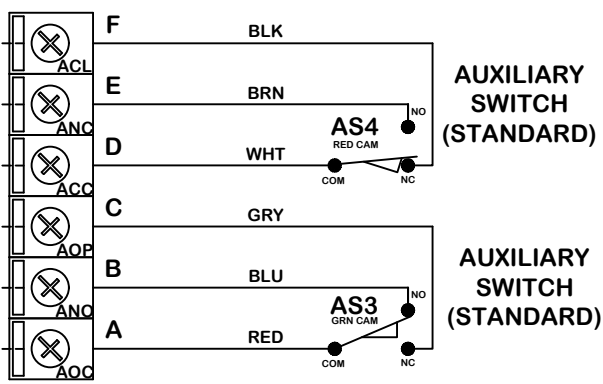 F
BLK
ACL
E
BRN
NO
ANC
AS4
RED CAM
D
WHT
COM
NC
ACC
AUXILIARY
SWITCH
(STANDARD)
C
GRY
AOP
B
BLU
NO
ANO
AS3
GRN CAM
A
RED
COM
NC
AOC
AUXILIARY
SWITCH
(STANDARD)